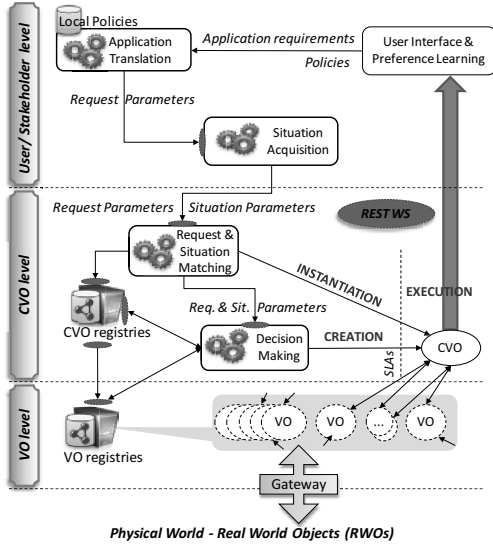 Local Policies
Application
Translation
Application requirements
Policies
User Interface &
Preference Learning
User/ Stakeholder level
Request Parameters
Situation
Acquisition
Request Parameters
Situation Parameters
REST WS
Request &
Situation
Matching
INSTANTIATION
EXECUTION
CVO level
CVO registries
Req. & Sit. Parameters
Decision
Making
CREATION
SLAs
CVO
VO level
VO registries
VO
VO
...
VO
Gateway
Physical World - Real World Objects (RWOs)